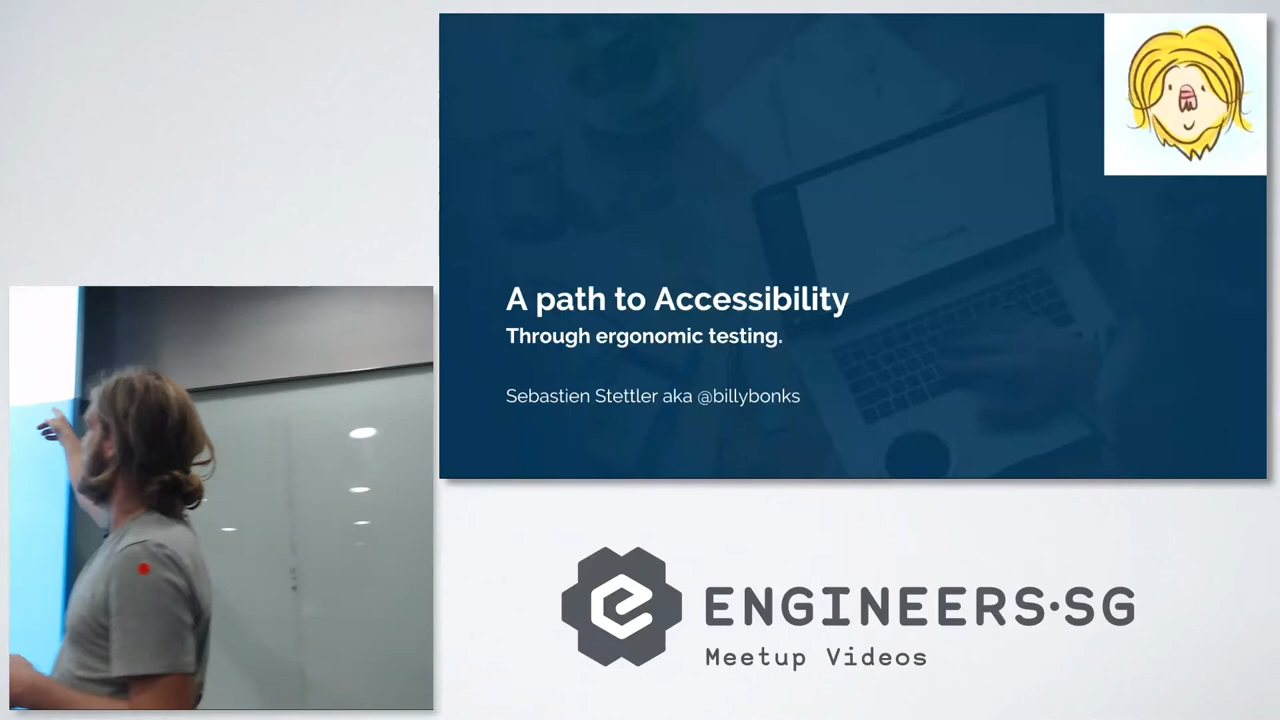 A path to Accessibility
Through ergonomic testing.
Sebastien Stettler aka @billybonks
ENGINEERS·SG
Meetup Videos